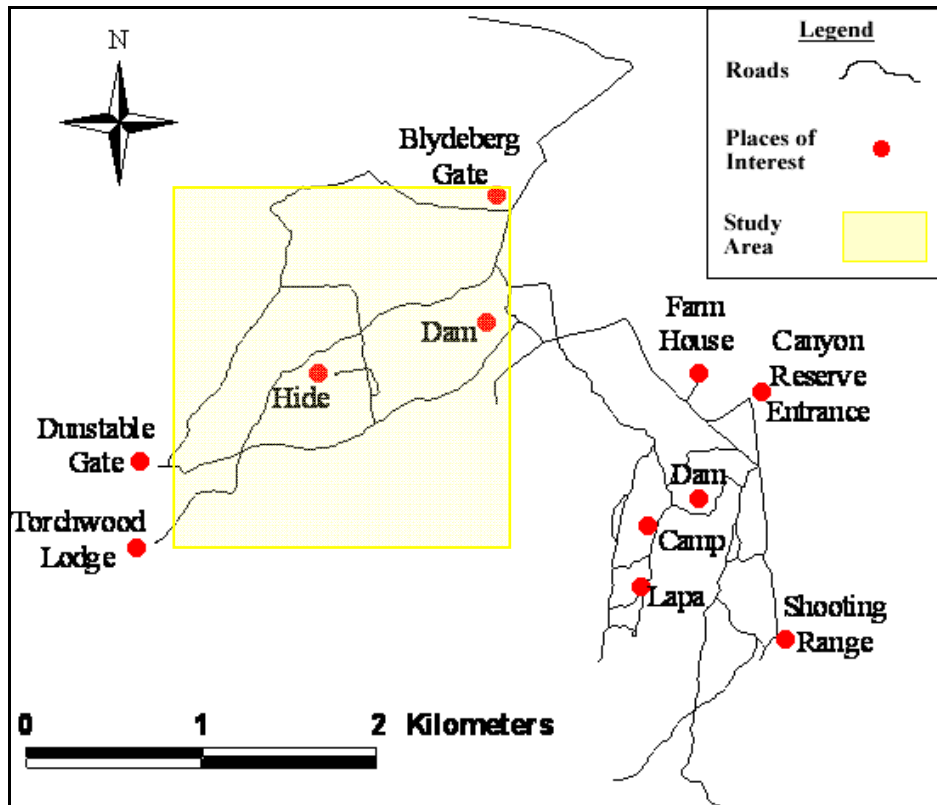 N
Legend
Roads
Places of
Interest
Study
Area
Blydeberg
Gate
Dam
Hide
Farm
House
Canyon
Reserve
Entrance
Dunstable
Gate
Torchwood
Lodge
Dam
Camp
Lapa
Shooting
Range
0 1 2 Kilometers